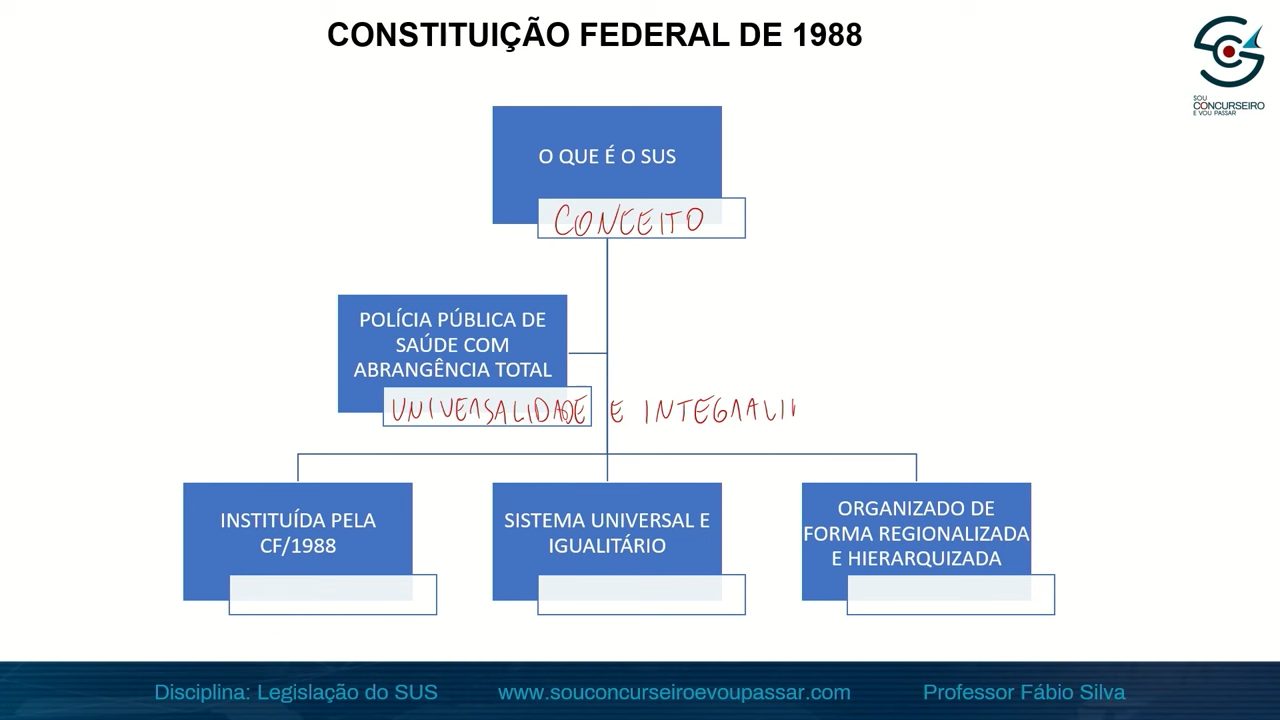 CONSTITUIÇÃO FEDERAL DE 1988
SOU
CONCURSEIRO
E VOU PASSAR
O QUE É O SUS
CONCEITO
POLÍCIA PÚBLICA DE
SAÚDE COM
ABRANGÊNCIA TOTAL
UNIVERSALIDADE E INTEGRALI
INSTITUÍDA PELA
CF/1988
SISTEMA UNIVERSAL E
IGUALITÁRIO
ORGANIZADO DE
FORMA REGIONALIZADA
E HIERARQUIZADA
Disciplina: Legislação do SUS www.souconcurseiroevoupassar.com Professor Fábio Silva